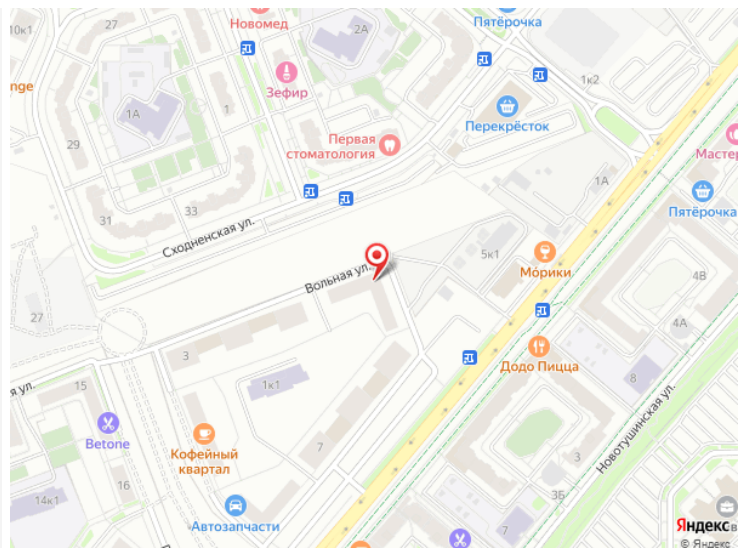 10к1
27
Новомед
2А
Пятёрочка
1к2
nge
Зефир
1А
1
Перекрёсток
29
Первая
стоматология
Мастер
33
1А
31
Пятёрочка
Сходненская ул.
5к1
Морики
Вольная ул.
4В
27
4А
3
Додо Пицца
8
я ул.
15
1к1
Новотушинская ул.
Betone
Кофейный
квартал
7
3
16
14к1
3Б
Автозапчасти
7
Яндекс
© Яндекс